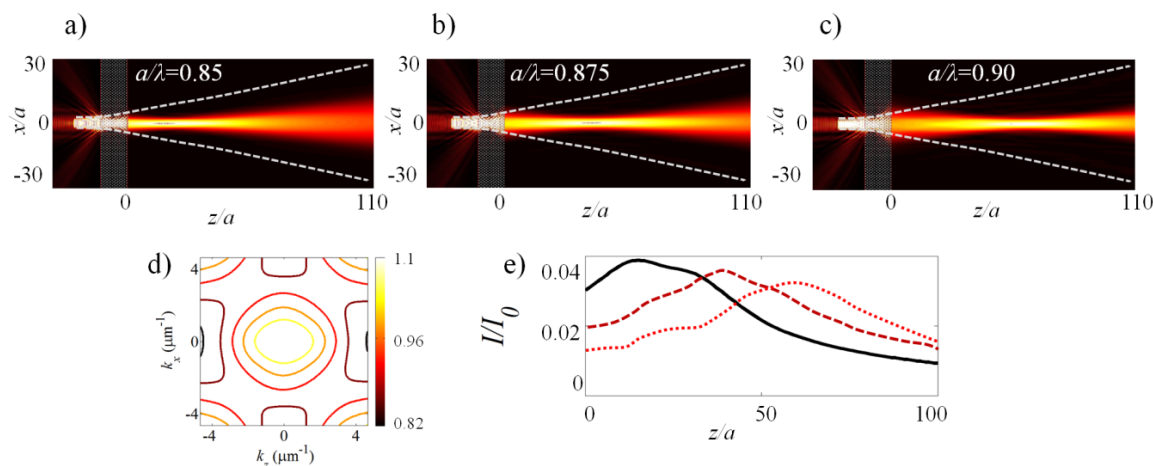 a)
b)
c)
30
a/λ=0.85
30
a/λ=0.875
30
a/λ=0.90
x/a
0
x/a
0
x/a
0
-30
-30
-30
0
110
0
110
0
110
z/a
z/a
z/a
d)
1.1
e)
4
0.04
kx (μm-1)
0
0.96
I/I0
0.02
-4
0
0.82
-4
0
4
0
50
100
(μm-1)
z/a